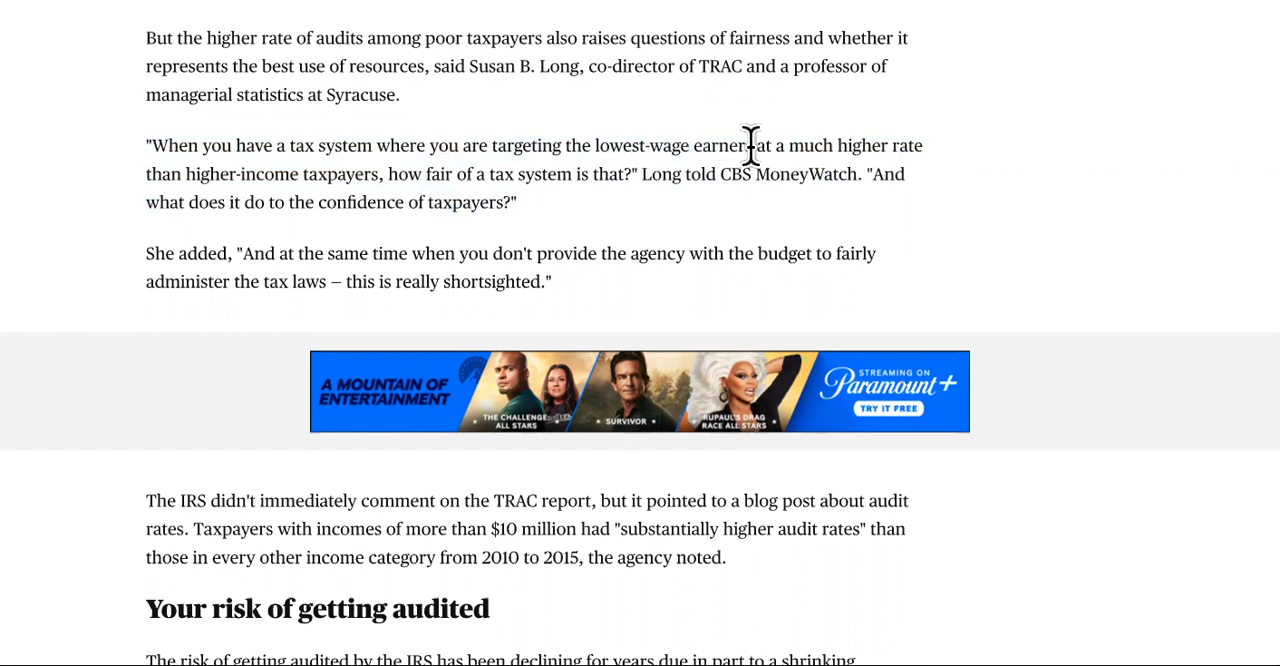 But the higher rate of audits among poor taxpayers also raises questions of fairness and whether it
represents the best use of resources, said Susan B. Long, co-director of TRAC and a professor of
managerial statistics at Syracuse.
"When you have a tax system where you are targeting the lowest-wage earners at a much higher rate
than higher-income taxpayers, how fair of a tax system is that?" Long told CBS MoneyWatch. "And
what does it do to the confidence of taxpayers?"
She added, "And at the same time when you don't provide the agency with the budget to fairly
administer the tax laws — this is really shortsighted."
A MOUNTAIN OF
ENTERTAINMENT
THE CHALLENGE:
ALL STARS
SURVIVOR
RUPAUL'S DRAG
RACE ALL STARS
STREAMING ON
Paramount+
TRY IT FREE
The IRS didn't immediately comment on the TRAC report, but it pointed to a blog post about audit
rates. Taxpayers with incomes of more than $10 million had "substantially higher audit rates" than
those in every other income category from 2010 to 2015, the agency noted.
Your risk of getting audited
The risk of getting audited by the IRS has been declining for years due in part to a shrinking